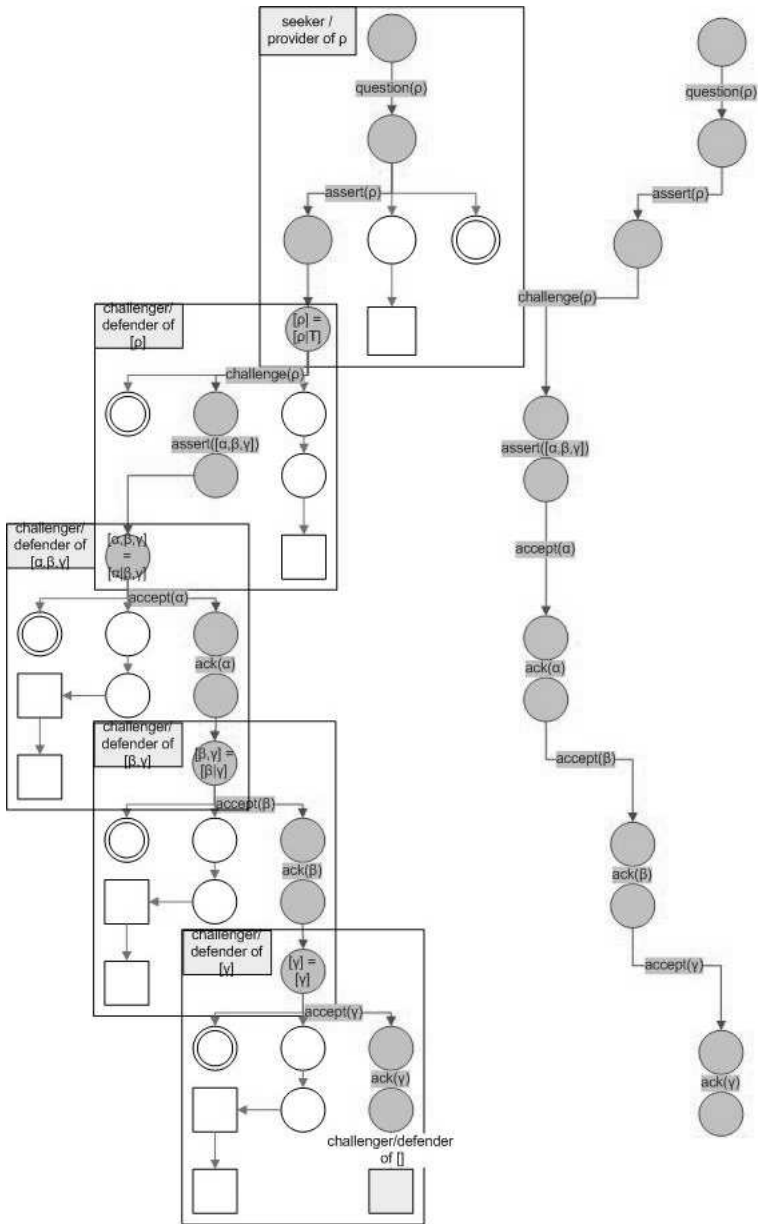 seeker /
provider of ρ
question(ρ)
question(ρ)
assert(ρ)
assert(ρ)
challenge(ρ)
challenger/
defender of
[ρ]
[ρ] =
[ρ|T]
challenge(ρ)
assert([α,β,γ])
assert([α,β,γ])
challenger/
defender of
[α,β,γ]
[α,β,γ]
=
[α|β,γ]
accept(α)
accept(α)
ack(α)
ack(α)
challenger/
defender of
[β,γ]
[β,γ] =
[β|γ]
accept(β)
accept(β)
ack(β)
ack(β)
challenger/
defender of
[γ]
[γ] =
[γ]
accept(γ)
accept(γ)
ack(γ)
ack(γ)
challenger/defender
of []